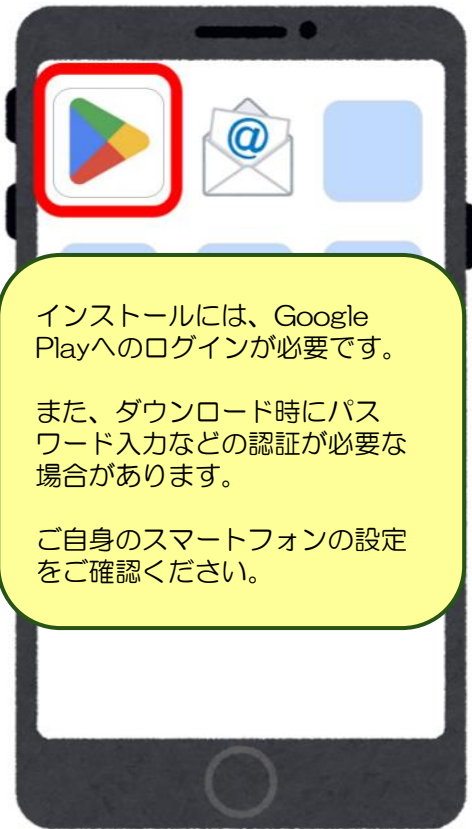 @
インストールには、Google
Playへのログインが必要です。
また、ダウンロード時にパス
ワード入力などの認証が必要な
場合があります。
ご自身のスマートフォンの設定
をご確認ください。